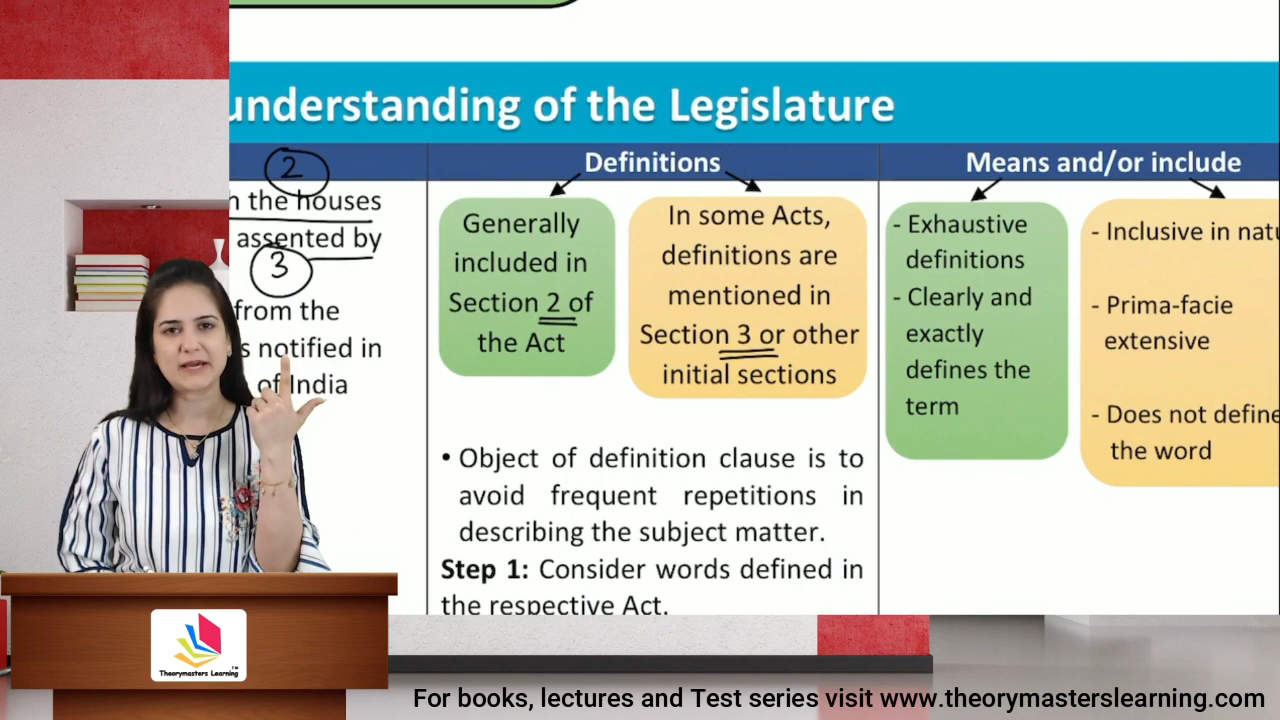 understanding of the Legislature
2
the houses
assented by
3
from the
notified in
of India
Definitions
Generally
included in
Section 2 of
the Act
In some Acts,
definitions are
mentioned in
Section 3 or other
initial sections
• Object of definition clause is to
avoid frequent repetitions in
describing the subject matter.
Step 1: Consider words defined in
the respective Act.
Means and/or include
- Exhaustive
definitions
- Clearly and
exactly
defines the
term
- Inclusive in natu
- Prima-facie
extensive
- Does not define
the word
Theorymasters Learning™
For books, lectures and Test series visit www.theorymasterslearning.com